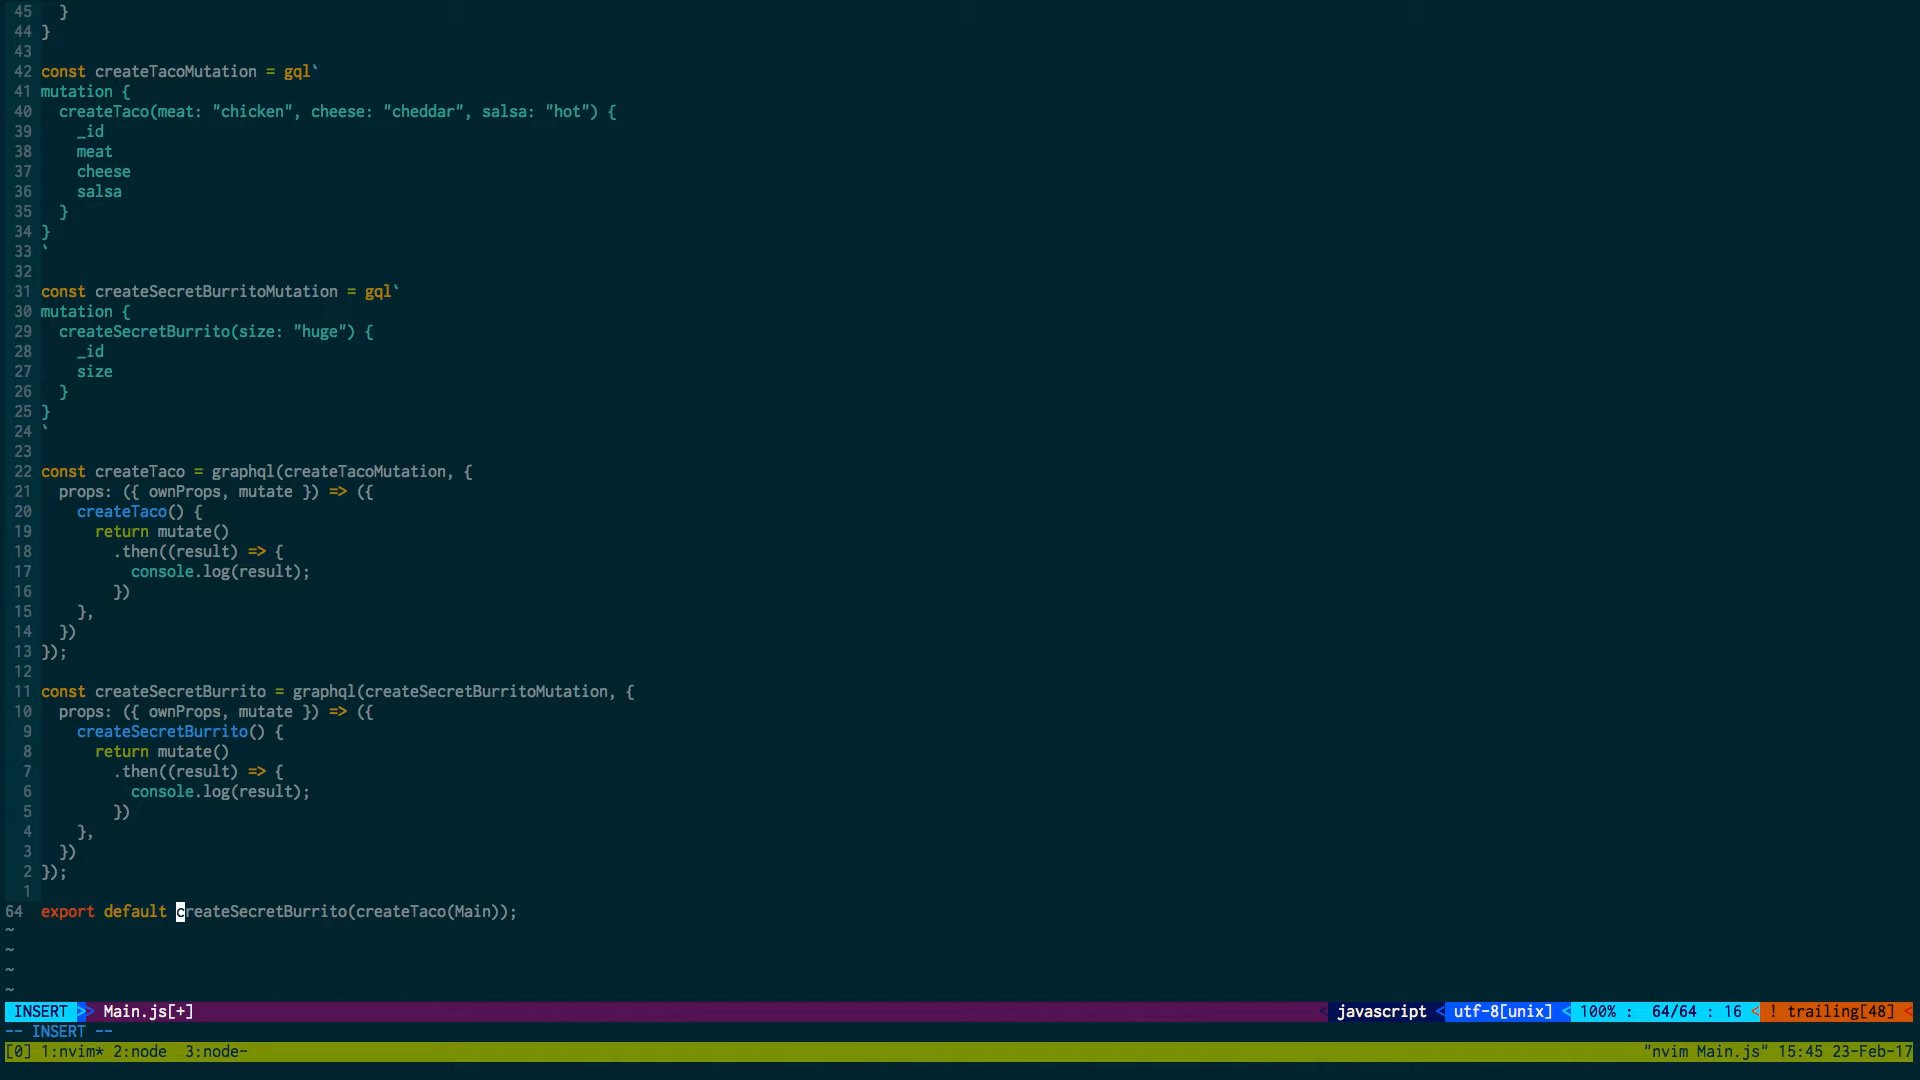 45   }
44 }
43
42 const createTacoMutation = gql`
41 mutation {
40   createTaco(meat: "chicken", cheese: "cheddar", salsa: "hot") {
39     _id
38     meat
37     cheese
36     salsa
35   }
34 }
33 `
32
31 const createSecretBurritoMutation = gql`
30 mutation {
29   createSecretBurrito(size: "huge") {
28     _id
27     size
26   }
25 }
24 `
23
22 const createTaco = graphql(createTacoMutation, {
21   props: ({ ownProps, mutate }) => ({
20     createTaco() {
19       return mutate()
18         .then((result) => {
17           console.log(result);
16         })
15     },
14   })
13 });
12
11 const createSecretBurrito = graphql(createSecretBurritoMutation, {
10   props: ({ ownProps, mutate }) => ({
9     createSecretBurrito() {
8       return mutate()
7         .then((result) => {
6           console.log(result);
5         })
4     },
3   })
2 });
1
64 export default createSecretBurrito(createTaco(Main));
~
~
~
~
INSERT >> Main.js[+] < javascript < utf-8[unix] < 100% : 64/64 : 16 < ! trailing[48] <
-- INSERT --
[0] 1:nvim* 2:node  3:node- "nvim Main.js" 15:45 23-Feb-17